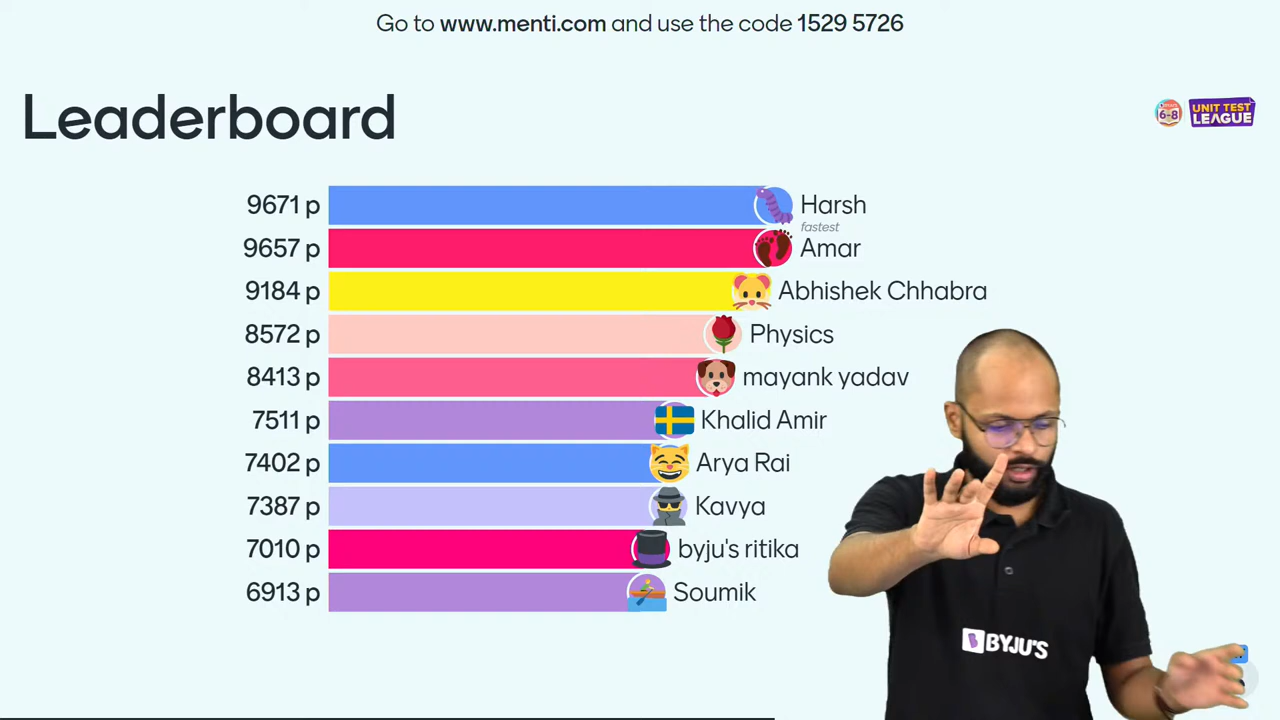 Go to www.menti.com and use the code 1529 5726
Leaderboard
6-8
UNIT TEST
LEAGUE
9671 p Harsh
fastest
9657 p Amar
9184 p Abhishek Chhabra
8572 p Physics
8413 p mayank yadav
7511 p Khalid Amir
7402 p Arya Rai
7387 p Kavya
7010 p byju's ritika
6913 p Soumik
BYJU'S